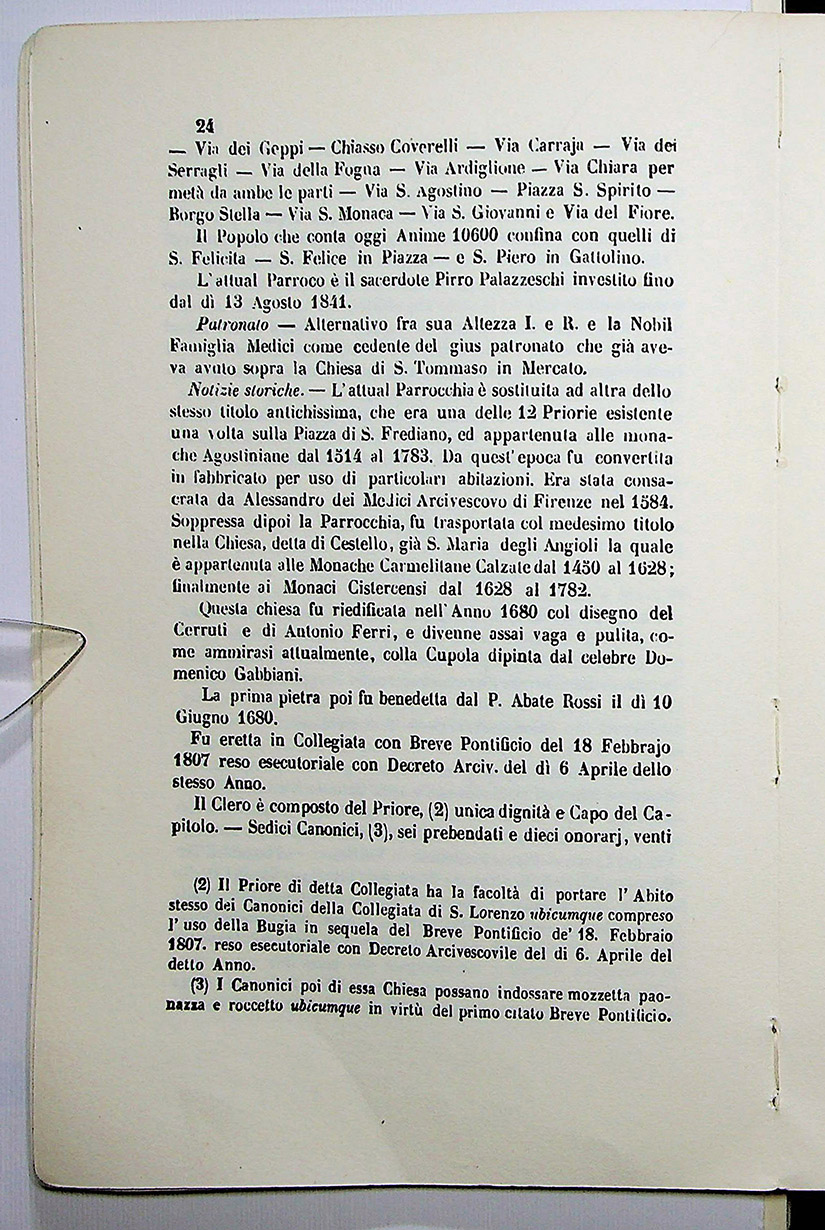 24
— Via dei Geppi — Chiasso Coverelli — Via Carraja — Via dei
Serragli — Via della Fogna — Via Ardiglione — Via Chiara per
metà da ambe le parti — Via S. Agostino — Piazza S. Spirito —
Borgo Stella — Via S. Monaca — Via S. Giovanni e Via del Fiore.
Il Popolo che conta oggi Anime 10600 confina con quelli di
S. Felicita — S. Felice in Piazza — e S. Piero in Gattolino.
L'attual Parroco è il sacerdote Pirro Palazzeschi investito fino
dal dì 13 Agosto 1841.
Patronato — Alternativo fra sua Altezza I. e R. e la Nobil
Famiglia Medici come cedente del gius patronato che già ave-
va avuto sopra la Chiesa di S. Tommaso in Mercato.
Notizie storiche. — L'attual Parrocchia è sostituita ad altra dello
stesso titolo antichissima, che era una delle 12 Priorie esistente
una volta sulla Piazza di S. Frediano, ed appartenuta alle mona-
che Agostiniane dal 1514 al 1783. Da quest'epoca fu convertita
in fabbricato per uso di particolari abitazioni. Era stata consa-
crata da Alessandro dei Medici Arcivescovo di Firenze nel 1584.
Soppressa dipoi la Parrocchia, fu trasportata col medesimo titolo
nella Chiesa, detta di Cestello, già S. Maria degli Angioli la quale
è appartenuta alle Monache Carmelitane Calzate dal 1450 al 1628;
finalmente ai Monaci Cistercensi dal 1628 al 1782.
Questa chiesa fu riedificata nell'Anno 1680 col disegno del
Cerruti e di Antonio Ferri, e divenne assai vaga e pulita, co-
me ammirasi attualmente, colla Cupola dipinta dal celebre Do-
menico Gabbiani.
La prima pietra poi fu benedetta dal P. Abate Rossi il dì 10
Giugno 1680.
Fu eretta in Collegiata con Breve Pontificio del 18 Febbrajo
1807 reso esecutoriale con Decreto Arciv. del dì 6 Aprile dello
stesso Anno.
Il Clero è composto del Priore, (2) unica dignità e Capo del Ca-
pitolo. — Sedici Canonici, (3), sei prebendati e dieci onorarj, venti
(2) Il Priore di detta Collegiata ha la facoltà di portare l'Abito
stesso dei Canonici della Collegiata di S. Lorenzo ubicumque compreso
l'uso della Bugia in sequela del Breve Pontificio de' 18. Febbraio
1807. reso esecutoriale con Decreto Arcivescovile del di 6. Aprile del
detto Anno.
(3) I Canonici poi di essa Chiesa possano indossare mozzetta pao-
nazza e roccetto ubicumque in virtù del primo citato Breve Pontificio.